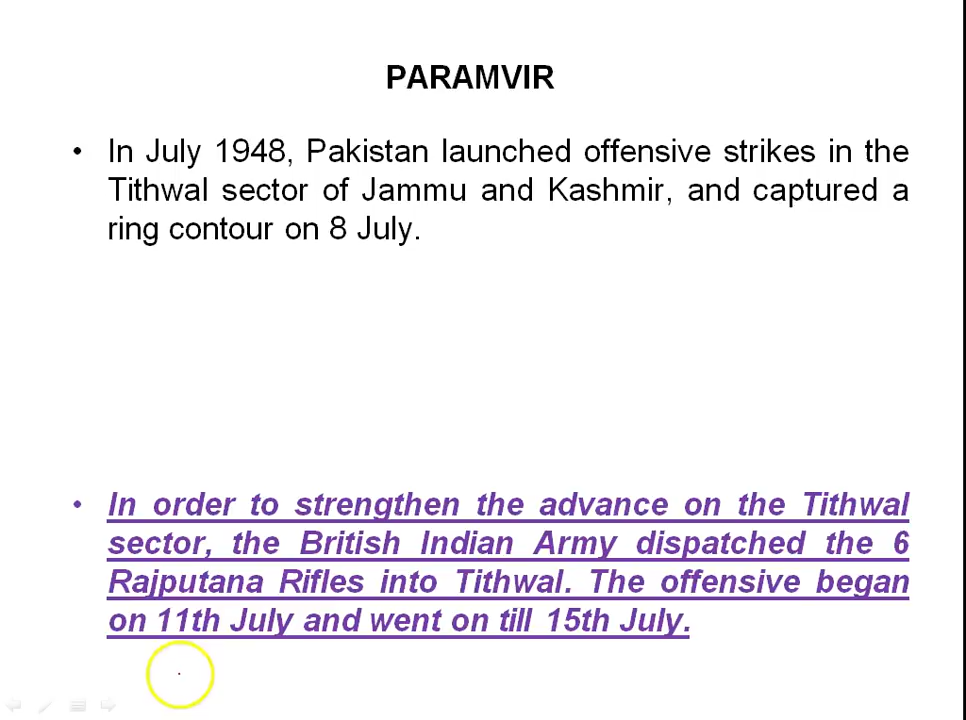 PARAMVIR
• In July 1948, Pakistan launched offensive strikes in the
Tithwal sector of Jammu and Kashmir, and captured a
ring contour on 8 July.
• In order to strengthen the advance on the Tithwal
sector, the British Indian Army dispatched the 6
Rajputana Rifles into Tithwal. The offensive began
on 11th July and went on till 15th July.